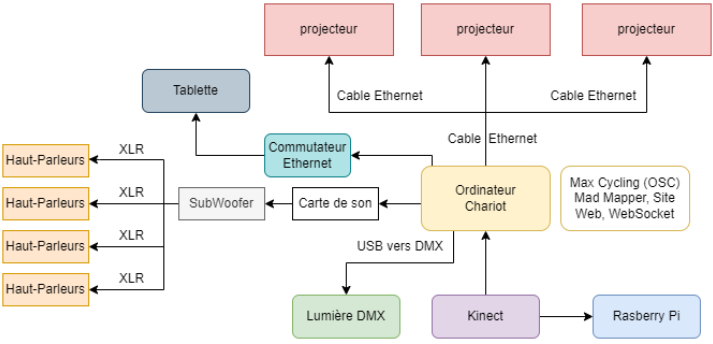 projecteur
projecteur
projecteur
Cable Ethernet
Cable Ethernet
Cable Ethernet
Tablette
Commutateur
Ethernet
XLR
Haut-Parleurs
XLR
Haut-Parleurs
XLR
Haut-Parleurs
XLR
Haut-Parleurs
SubWoofer
Carte de son
Ordinateur
Chariot
Max Cycling (OSC)
Mad Mapper, Site
Web, WebSocket
USB vers DMX
Lumière DMX
Kinect
Rasberry Pi